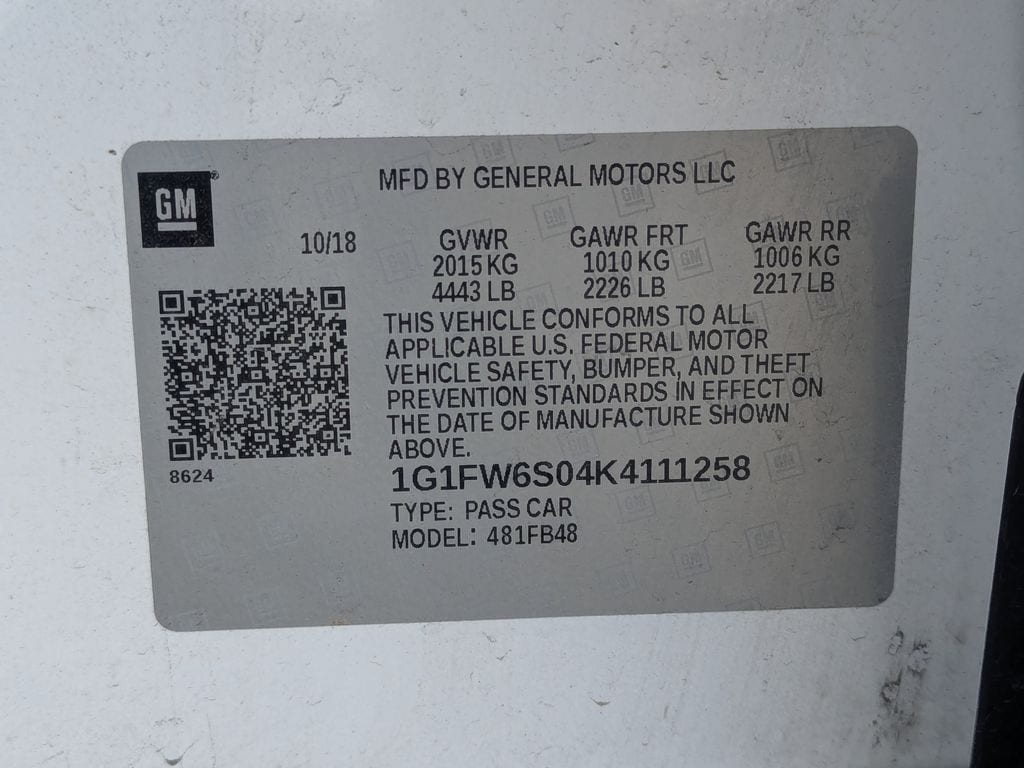 GM
MFD BY GENERAL MOTORS LLC
10/18 GVWR GAWR FRT GAWR RR
2015 KG 1010 KG 1006 KG
4443 LB 2226 LB 2217 LB
THIS VEHICLE CONFORMS TO ALL
APPLICABLE U.S. FEDERAL MOTOR
VEHICLE SAFETY, BUMPER, AND THEFT
PREVENTION STANDARDS IN EFFECT ON
THE DATE OF MANUFACTURE SHOWN
ABOVE.
8624
1G1FW6S04K4111258
TYPE: PASS CAR
MODEL: 481FB48